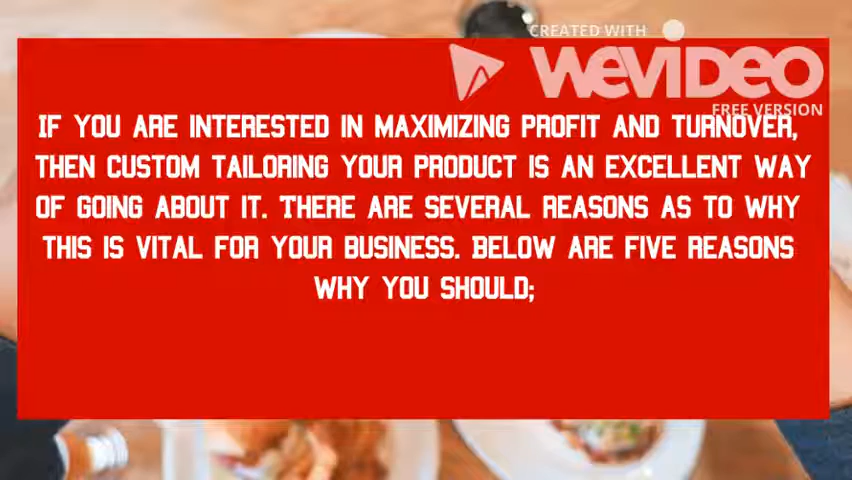 CREATED WITH
WEVIDEO
FREE VERSION
IF YOU ARE INTERESTED IN MAXIMIZING PROFIT AND TURNOVER,
THEN CUSTOM TAILORING YOUR PRODUCT IS AN EXCELLENT WAY
OF GOING ABOUT IT. THERE ARE SEVERAL REASONS AS TO WHY
THIS IS VITAL FOR YOUR BUSINESS. BELOW ARE FIVE REASONS
WHY YOU SHOULD;